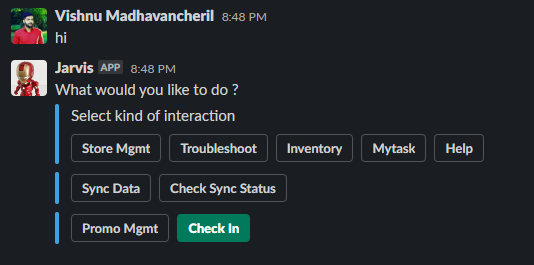 Vishnu Madhavancheril 8:48 PM
hi
Jarvis APP 8:48 PM
What would you like to do ?
Select kind of interaction
Store Mgmt Troubleshoot Inventory Mytask Help
Sync Data Check Sync Status
Promo Mgmt Check In